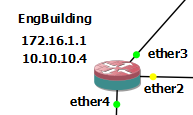 EngBuilding
172.16.1.1
10.10.10.4
ether3
ether2
ether4